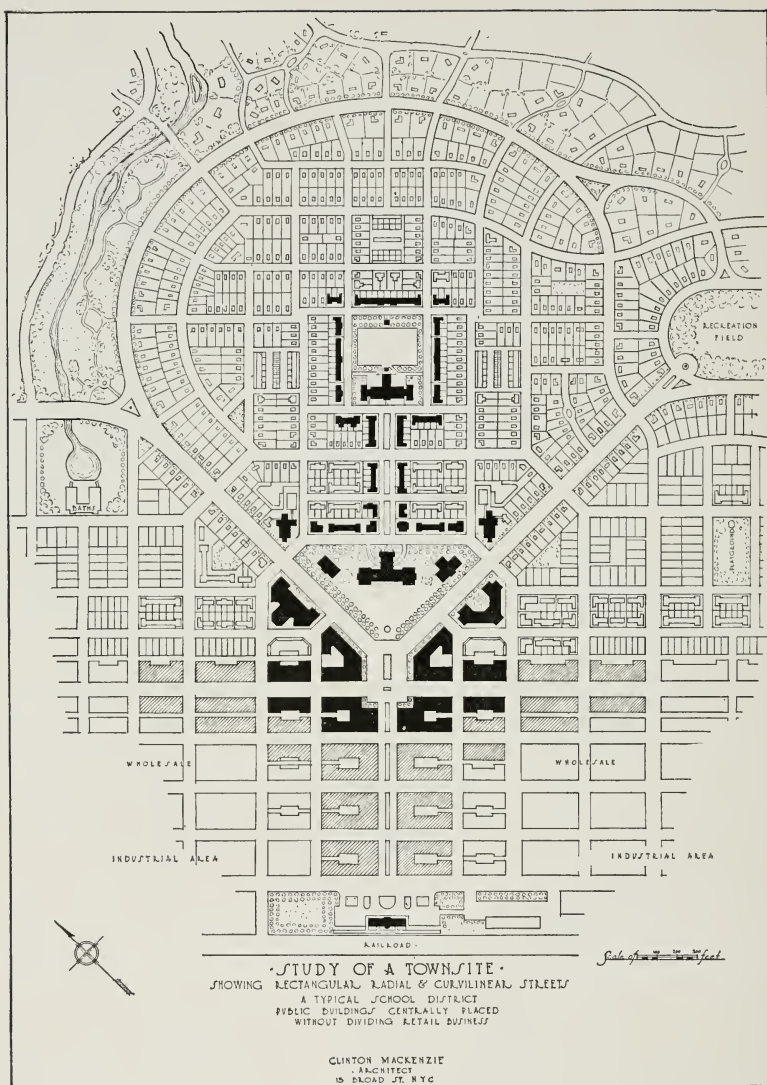 RECREATION
FIELD
BATHS
PLAYGROUND
WHOLESALE
WHOLESALE
INDUSTRIAL AREA
INDUSTRIAL AREA
RAILROAD
Scale of feet
· STUDY OF A TOWNSITE ·
SHOWING RECTANGULAR RADIAL & CURVILINEAR STREETS
A TYPICAL SCHOOL DISTRICT
PUBLIC BUILDINGS CENTRALLY PLACED
WITHOUT DIVIDING RETAIL BUSINESS
CLINTON MACKENZIE
· ARCHITECT
15 BROAD ST. NYC